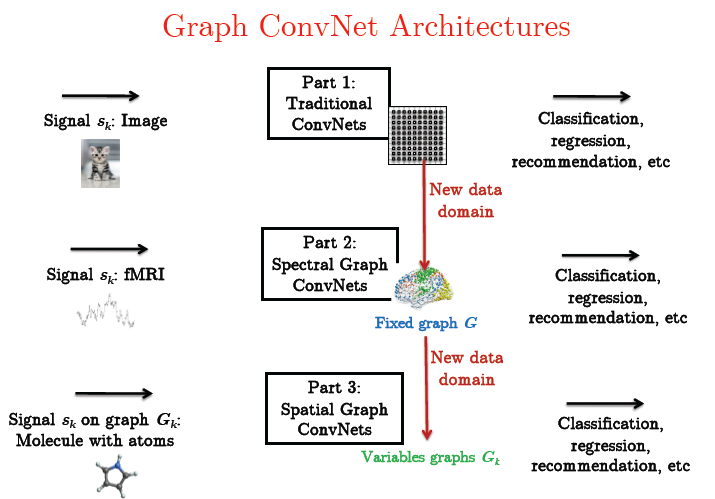 Graph ConvNet Architectures
Part 1:
Traditional
ConvNets
Signal s_k: Image
Classification,
regression,
recommendation, etc
New data
domain
Part 2:
Spectral Graph
ConvNets
Signal s_k: fMRI
Classification,
regression,
recommendation, etc
Fixed graph G
New data
domain
Part 3:
Spatial Graph
ConvNets
Signal s_k on graph G_k:
Molecule with atoms
Classification,
regression,
recommendation, etc
Variables graphs G_k